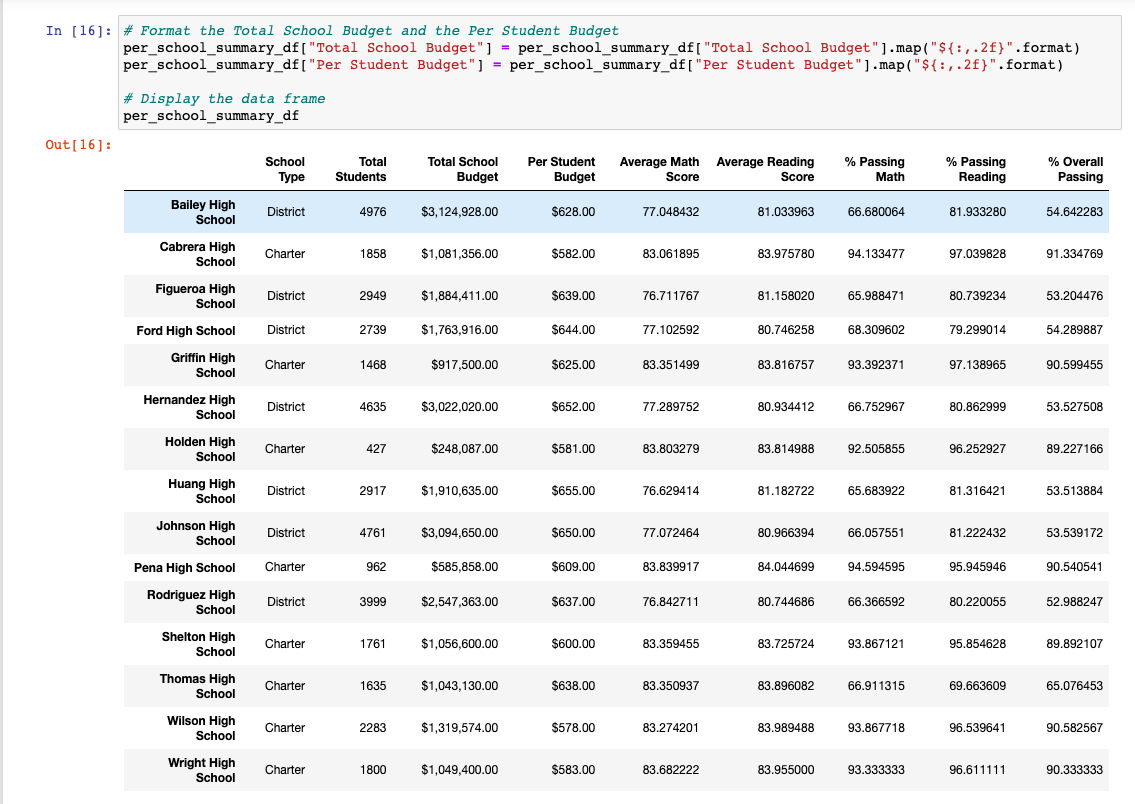 In [16]: # Format the Total School Budget and the Per Student Budget
per_school_summary_df["Total School Budget"] = per_school_summary_df["Total School Budget"].map("${:,.2f}".format)
per_school_summary_df["Per Student Budget"] = per_school_summary_df["Per Student Budget"].map("${:,.2f}".format)
# Display the data frame
per_school_summary_df
Out[16]:
School Type Total Students Total School Budget Per Student Budget Average Math Score Average Reading Score % Passing Math % Passing Reading % Overall Passing
Bailey High School District 4976 $3,124,928.00 $628.00 77.048432 81.033963 66.680064 81.933280 54.642283
Cabrera High School Charter 1858 $1,081,356.00 $582.00 83.061895 83.975780 94.133477 97.039828 91.334769
Figueroa High School District 2949 $1,884,411.00 $639.00 76.711767 81.158020 65.988471 80.739234 53.204476
Ford High School District 2739 $1,763,916.00 $644.00 77.102592 80.746258 68.309602 79.299014 54.289887
Griffin High School Charter 1468 $917,500.00 $625.00 83.351499 83.816757 93.392371 97.138965 90.599455
Hernandez High School District 4635 $3,022,020.00 $652.00 77.289752 80.934412 66.752967 80.862999 53.527508
Holden High School Charter 427 $248,087.00 $581.00 83.803279 83.814988 92.505855 96.252927 89.227166
Huang High School District 2917 $1,910,635.00 $655.00 76.629414 81.182722 65.683922 81.316421 53.513884
Johnson High School District 4761 $3,094,650.00 $650.00 77.072464 80.966394 66.057551 81.222432 53.539172
Pena High School Charter 962 $585,858.00 $609.00 83.839917 84.044699 94.594595 95.945946 90.540541
Rodriguez High School District 3999 $2,547,363.00 $637.00 76.842711 80.744686 66.366592 80.220055 52.988247
Shelton High School Charter 1761 $1,056,600.00 $600.00 83.359455 83.725724 93.867121 95.854628 89.892107
Thomas High School Charter 1635 $1,043,130.00 $638.00 83.350937 83.896082 66.911315 69.663609 65.076453
Wilson High School Charter 2283 $1,319,574.00 $578.00 83.274201 83.989488 93.867718 96.539641 90.582567
Wright High School Charter 1800 $1,049,400.00 $583.00 83.682222 83.955000 93.333333 96.611111 90.333333